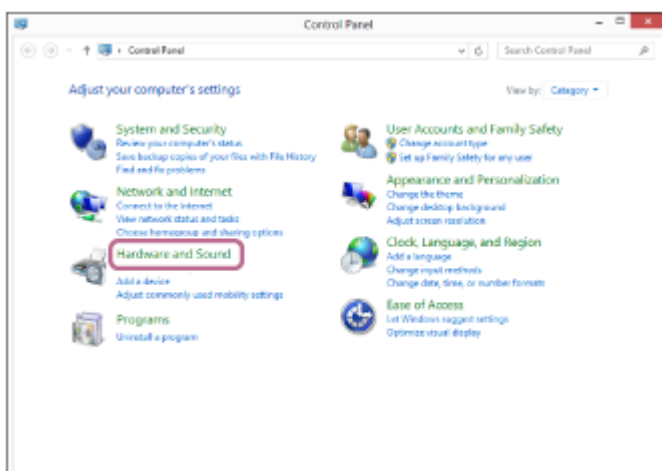 Control Panel
Control Panel
Search Control Panel
Adjust your computer's settings
View by: Category
System and Security
Review your computer's status
Save backup copies of your files with File History
Find and fix problems
Network and Internet
Connect to the Internet
View network status and tasks
Choose homegroup and sharing options
Hardware and Sound
Add a device
Adjust commonly used mobility settings
Programs
Uninstall a program
User Accounts and Family Safety
Change account type
Set up Family Safety for any user
Appearance and Personalization
Change the theme
Change desktop background
Adjust screen resolution
Clock, Language, and Region
Add a language
Change input methods
Change date, time, or number formats
Ease of Access
Let Windows suggest settings
Optimize visual display